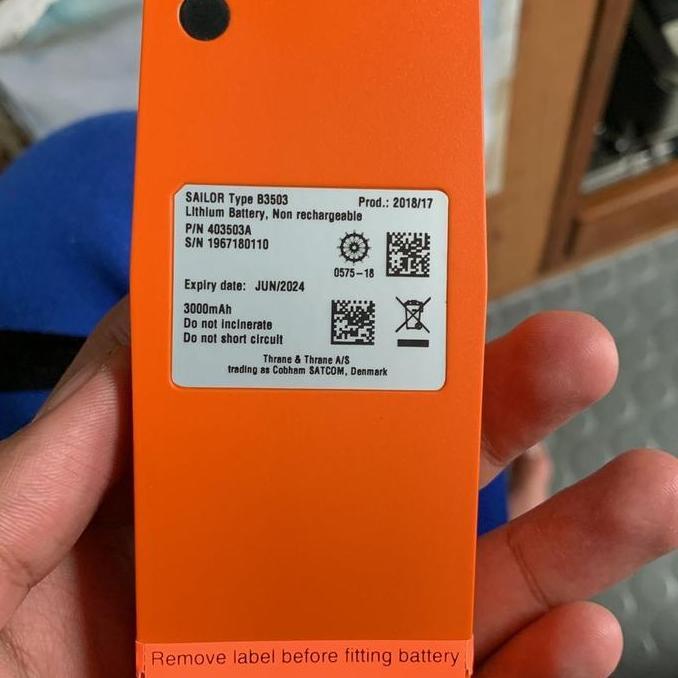 SAILOR Type B3503
Prod.: 2018/17
Lithium Battery, Non rechargeable
P/N 403503A
S/N 1967180110
0575-18
Expiry date: JUN/2024
3000mAh
Do not incinerate
Do not short circuit
Thrane & Thrane A/S
trading as Cobham SATCOM, Denmark
Remove label before fitting battery